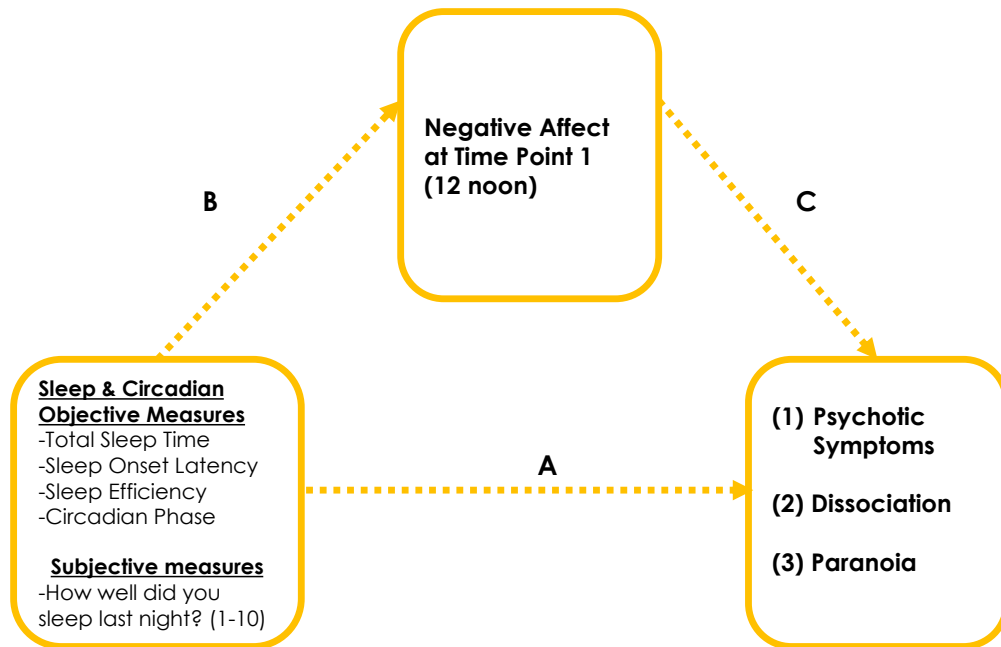 Negative Affect
at Time Point 1
(12 noon)
B
C
Sleep & Circadian
Objective Measures
-Total Sleep Time
-Sleep Onset Latency
-Sleep Efficiency
-Circadian Phase
Subjective measures
-How well did you
sleep last night? (1-10)
A
(1) Psychotic
Symptoms
(2) Dissociation
(3) Paranoia